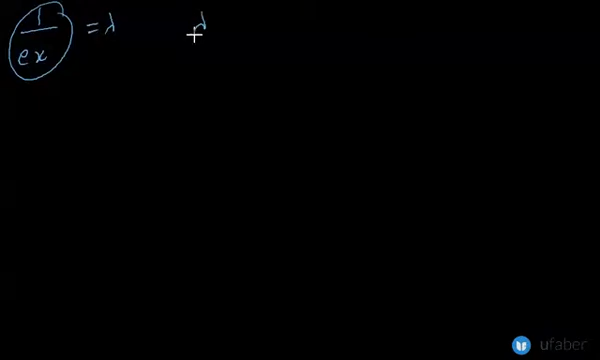 1/ex = λ λ
ufaber